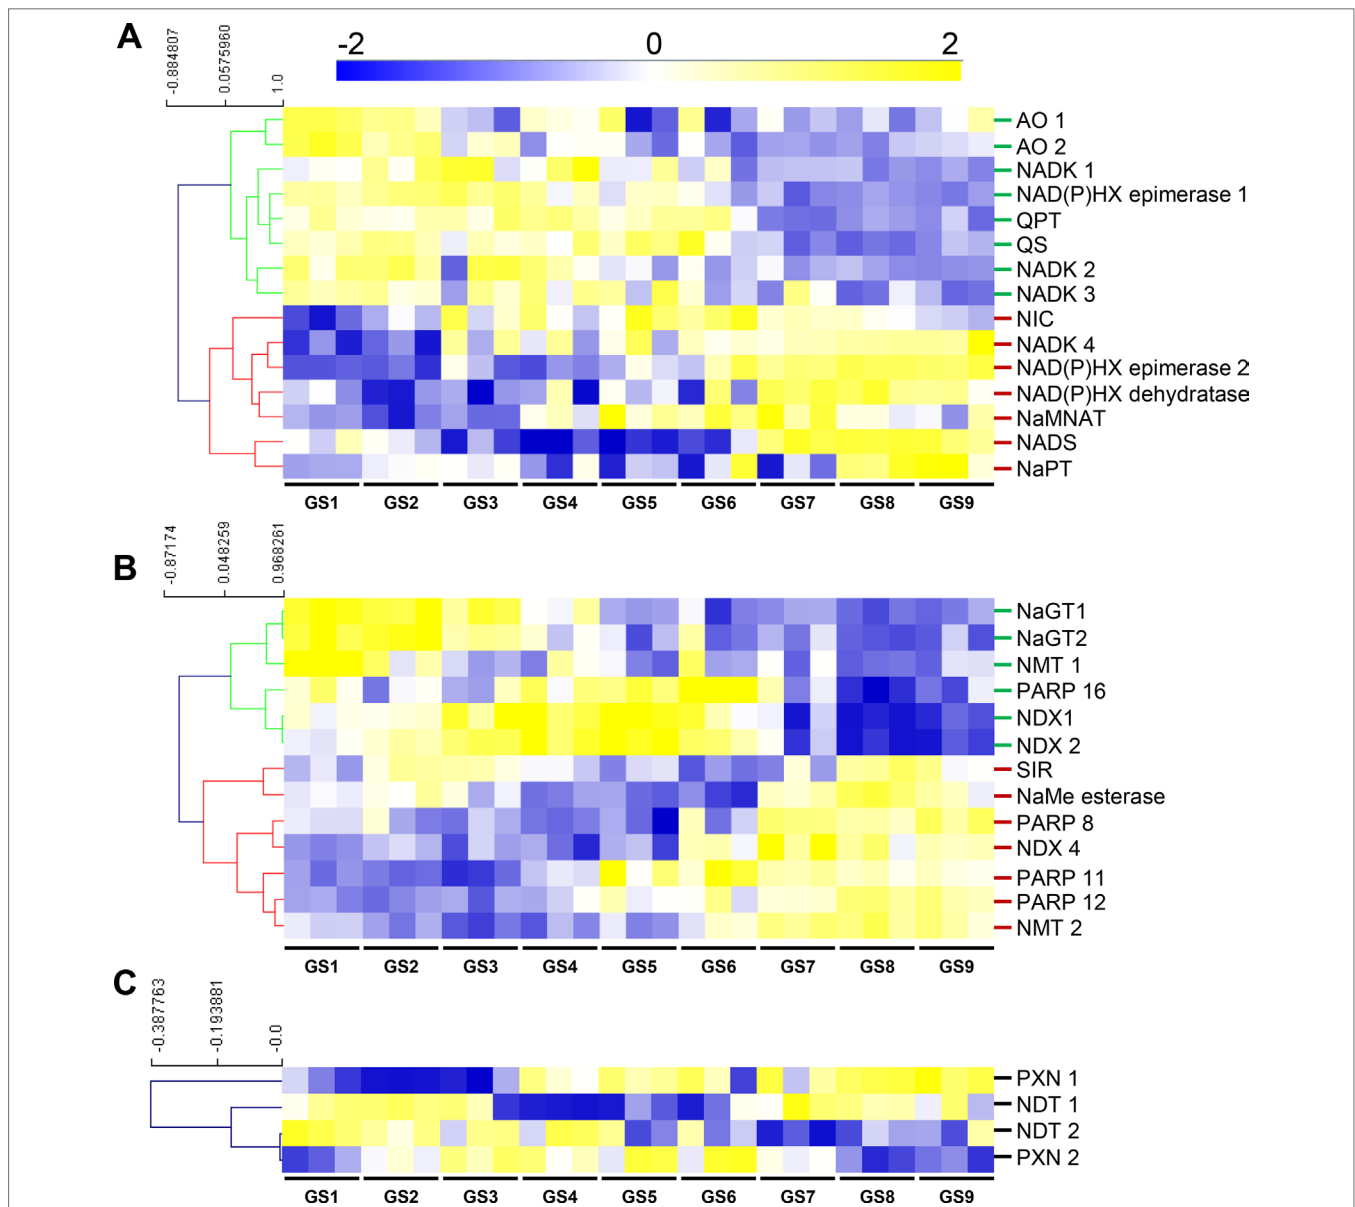 A
-0.884807
0.0575960
1.0
-2 0 2
AO 1
AO 2
NADK 1
NAD(P)HX epimerase 1
QPT
QS
NADK 2
NADK 3
NIC
NADK 4
NAD(P)HX epimerase 2
NAD(P)HX dehydratase
NaMNAT
NADS
NaPT
GS1 GS2 GS3 GS4 GS5 GS6 GS7 GS8 GS9
B
-0.87174
0.048259
0.968261
NaGT1
NaGT2
NMT 1
PARP 16
NDX1
NDX 2
SIR
NaMe esterase
PARP 8
NDX 4
PARP 11
PARP 12
NMT 2
GS1 GS2 GS3 GS4 GS5 GS6 GS7 GS8 GS9
C
-0.387763
-0.193881
-0.0
PXN 1
NDT 1
NDT 2
PXN 2
GS1 GS2 GS3 GS4 GS5 GS6 GS7 GS8 GS9